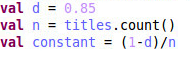 val d = 0.85
val n = titles.count()
val constant = (1-d)/n